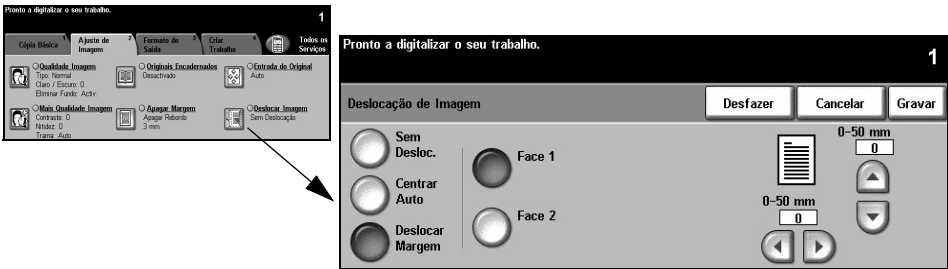 Pronto a digitalizar o seu trabalho.
1
Cópia Básica 1
Ajuste de Imagem 2
Formato de Saída 3
Criar Trabalho 4
Todos os Serviços
Qualidade Imagem
Tipo: Normal
Claro / Escuro: 0
Eliminar Fundo: Activ.
Originais Encadernados
Desactivado
Entrada do Original
Auto
Mais Qualidade Imagem
Contraste: 0
Nitidez: 0
Trama: Auto
Apagar Margem
Apagar Rebordo
3 mm
Deslocar Imagem
Sem Deslocação
Pronto a digitalizar o seu trabalho.
1
Deslocação de Imagem
Desfazer
Cancelar
Gravar
Sem
Desloc.
Centrar
Auto
Deslocar
Margem
Face 1
Face 2
0-50 mm
0
0-50 mm
0